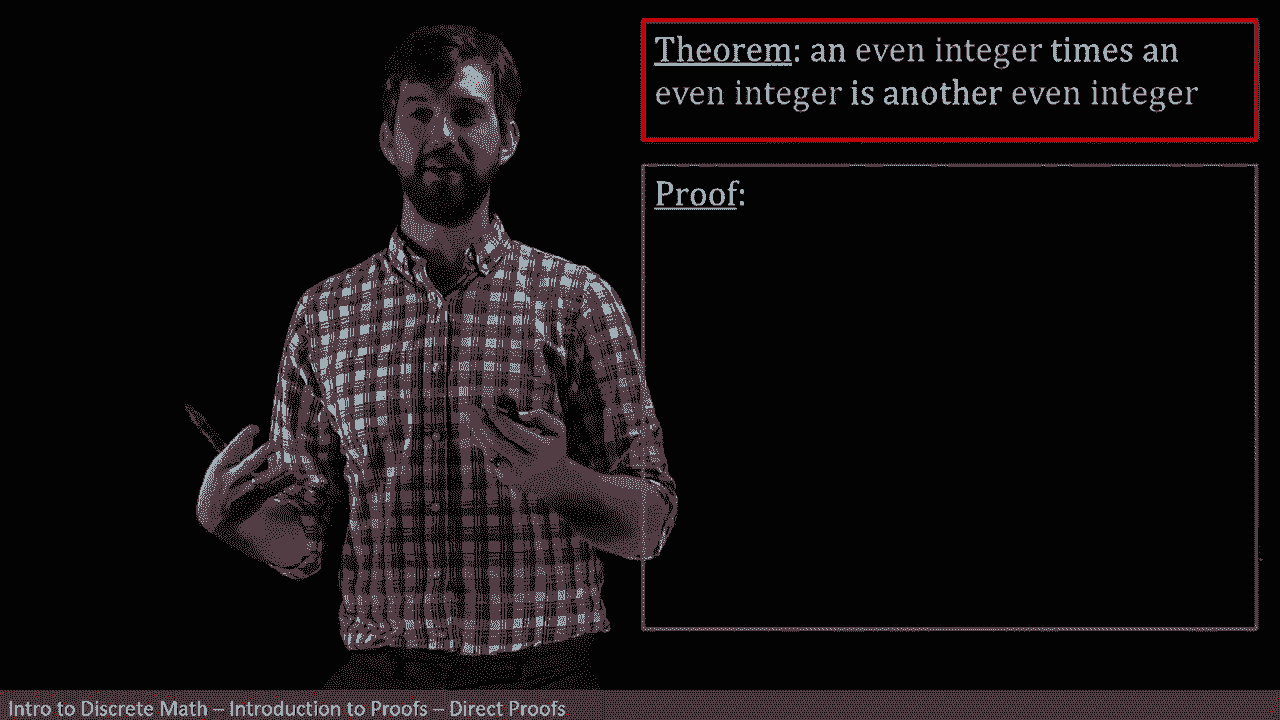 Theorem: an even integer times an
even integer is another even integer
Proof:
Intro to Discrete Math – Introduction to Proofs – Direct Proofs